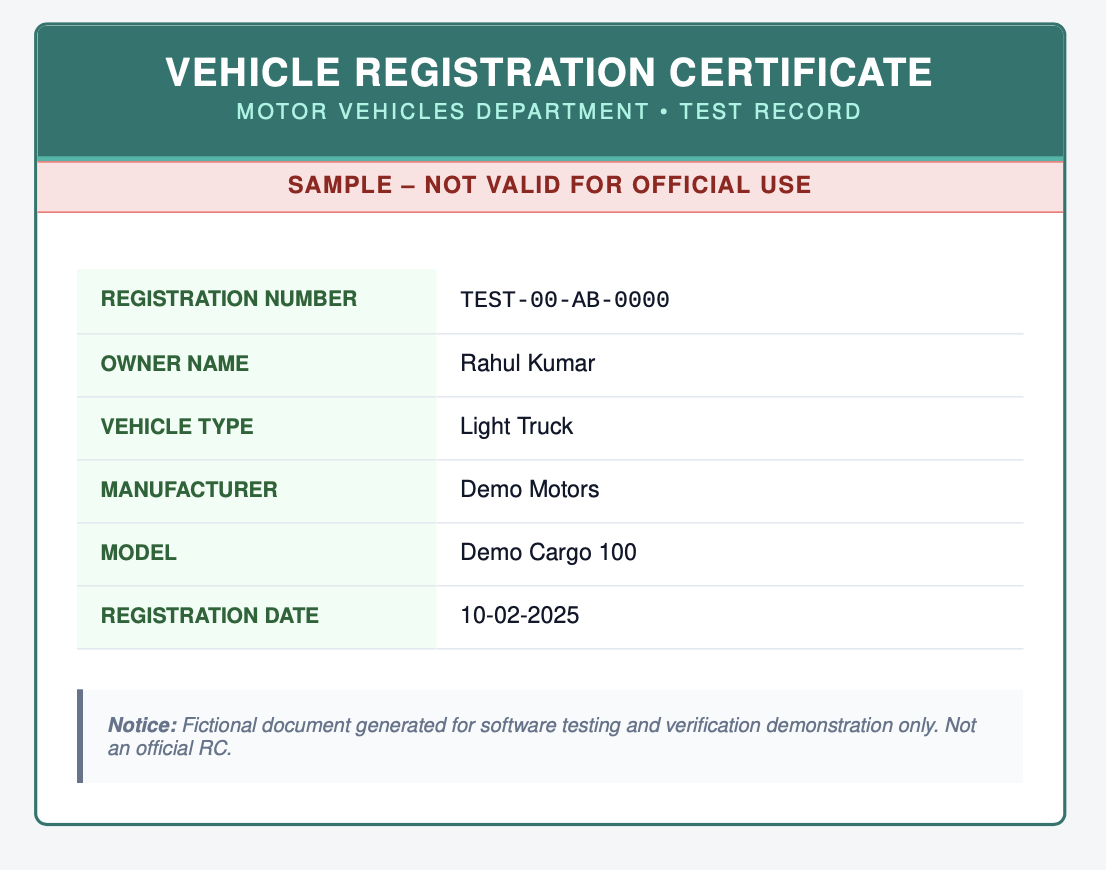 VEHICLE REGISTRATION CERTIFICATE
MOTOR VEHICLES DEPARTMENT • TEST RECORD
SAMPLE – NOT VALID FOR OFFICIAL USE
REGISTRATION NUMBER TEST-00-AB-0000
OWNER NAME Rahul Kumar
VEHICLE TYPE Light Truck
MANUFACTURER Demo Motors
MODEL Demo Cargo 100
REGISTRATION DATE 10-02-2025
Notice: Fictional document generated for software testing and verification demonstration only. Not
an official RC.